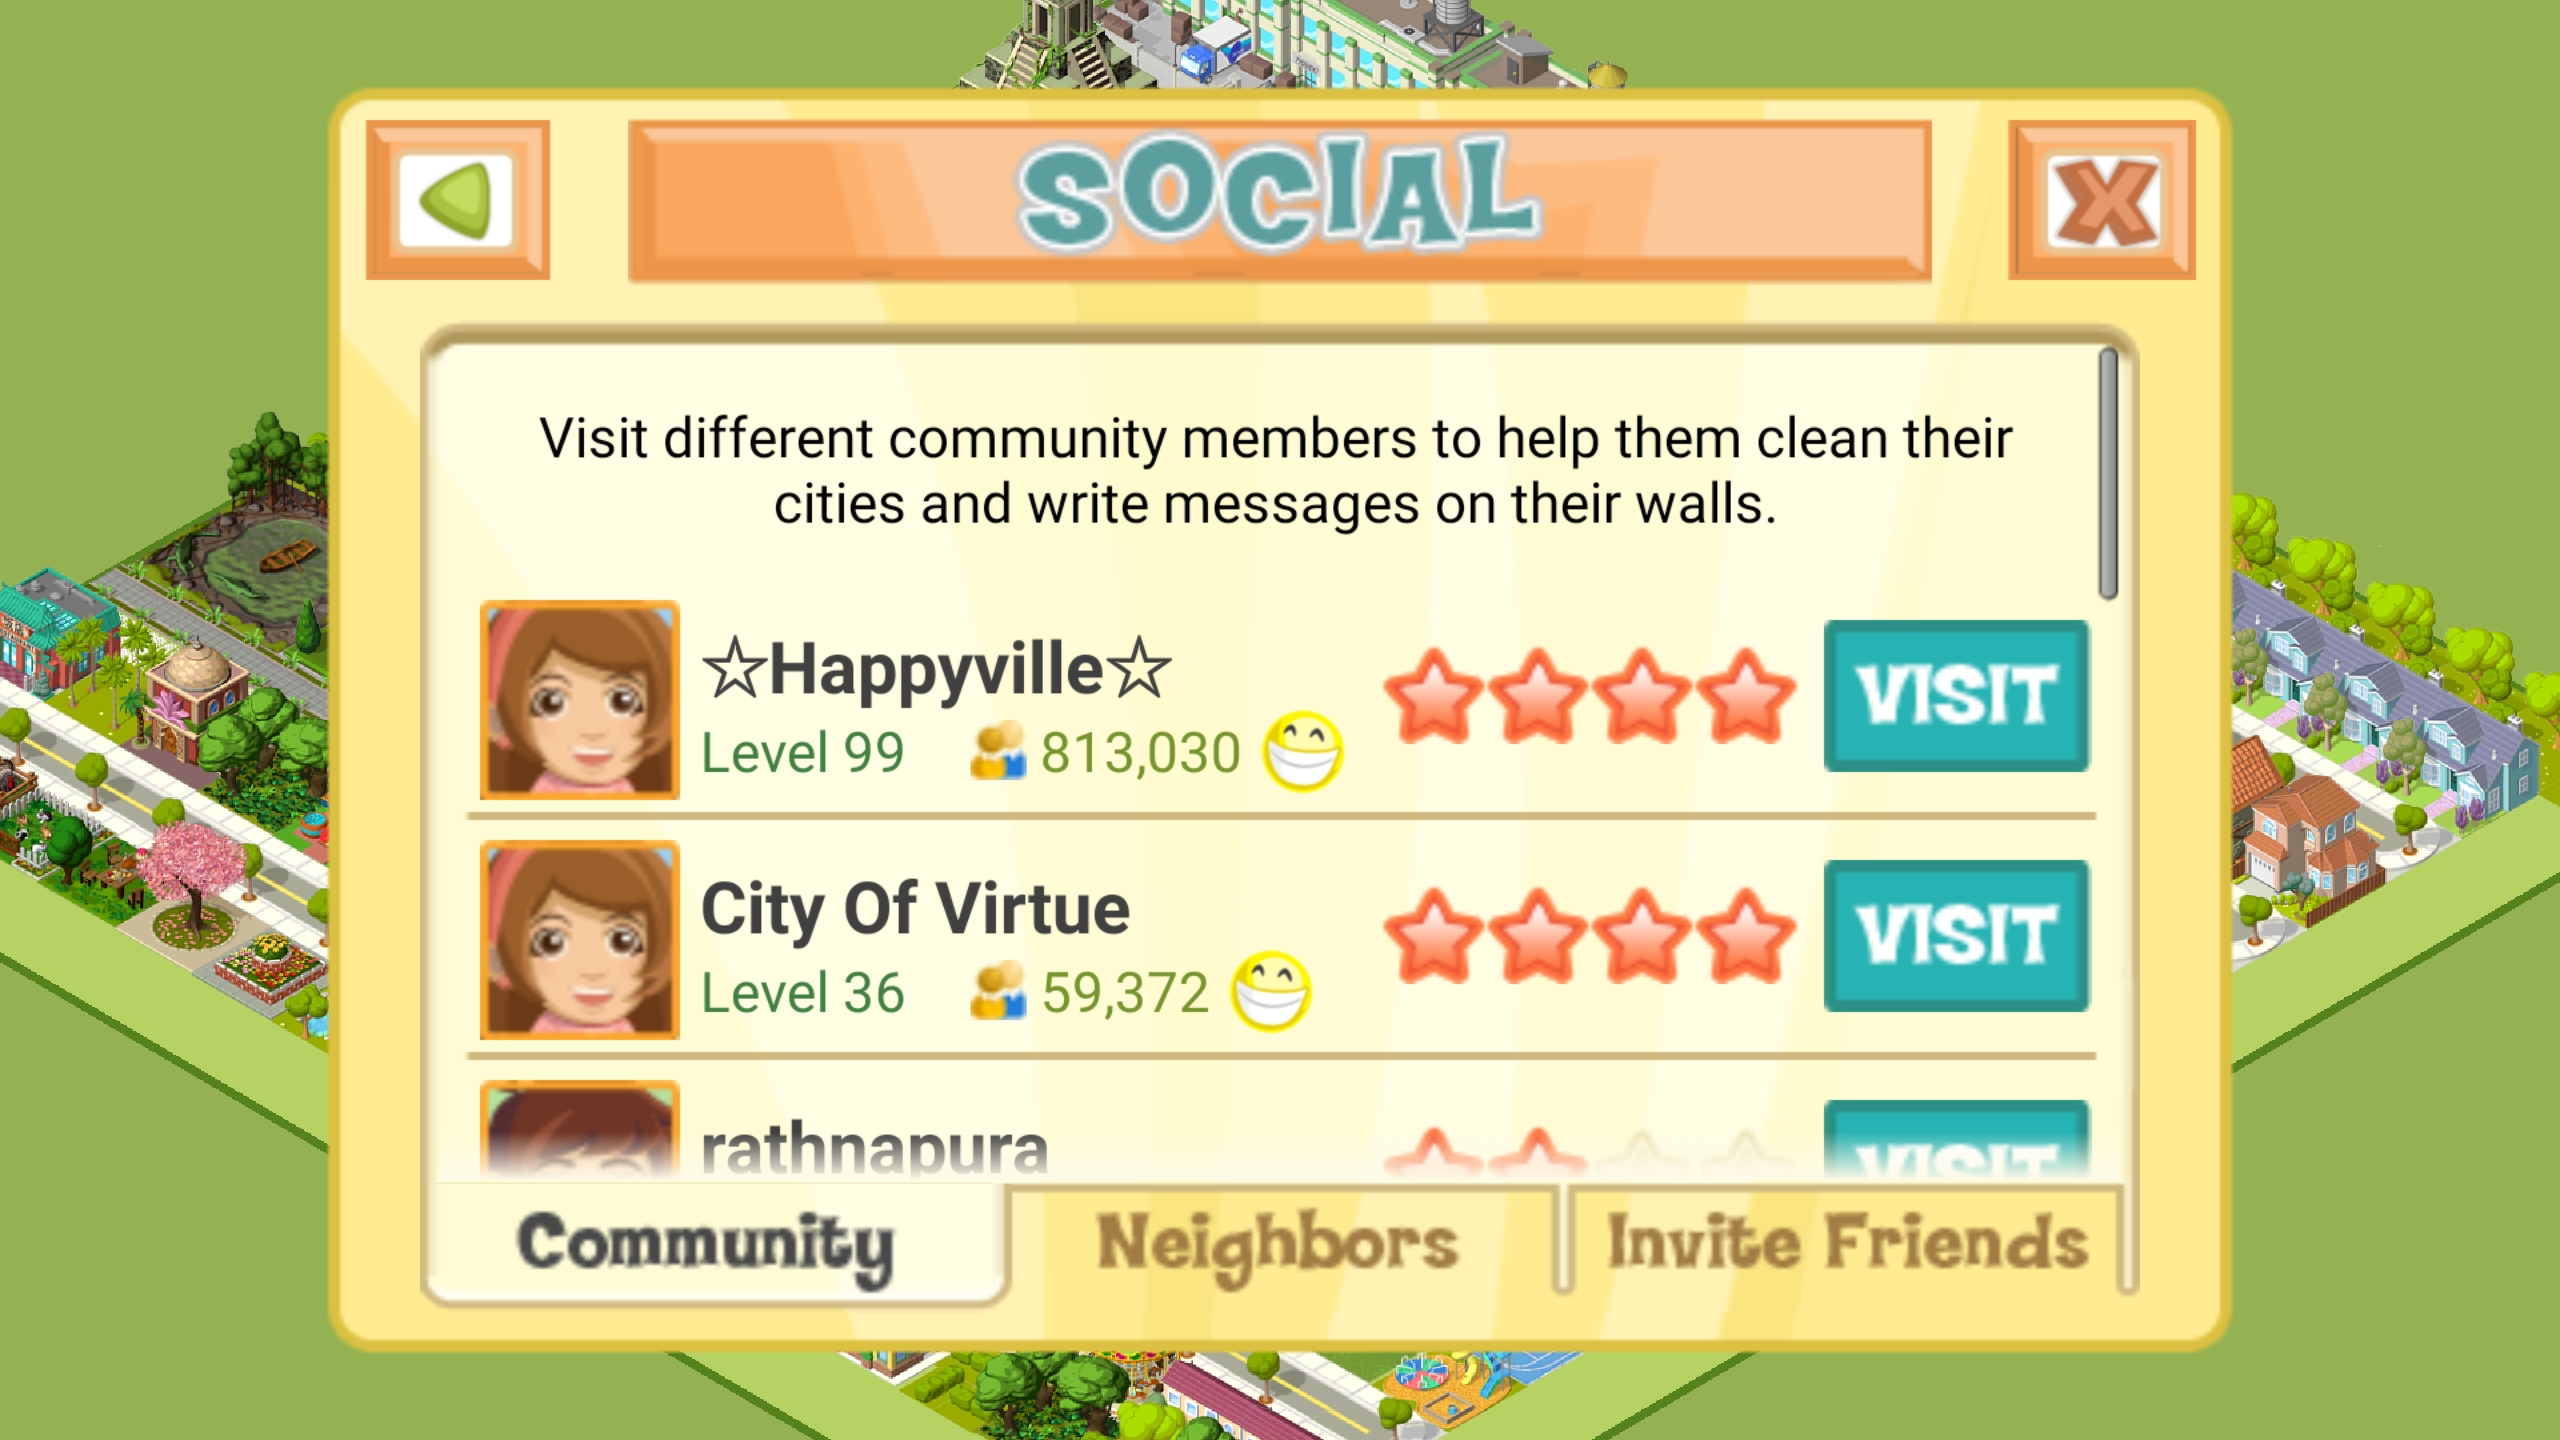 SOCIAL
Visit different community members to help them clean their
cities and write messages on their walls.
☆Happyville☆
Level 99 813,030
VISIT
City Of Virtue
Level 36 59,372
VISIT
rathnapura
VISIT
Community Neighbors Invite Friends